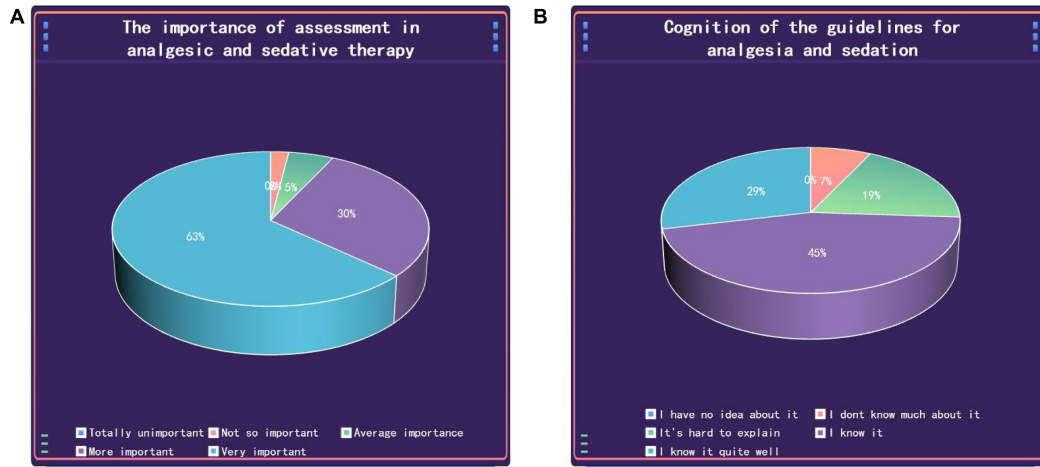 A
The importance of assessment in
analgesic and sedative therapy
0%
5%
30%
63%
Totally unimportant
Not so important
Average importance
More important
Very important
B
Cognition of the guidelines for
analgesia and sedation
0%
7%
19%
29%
45%
I have no idea about it
I dont know much about it
It's hard to explain
I know it
I know it quite well